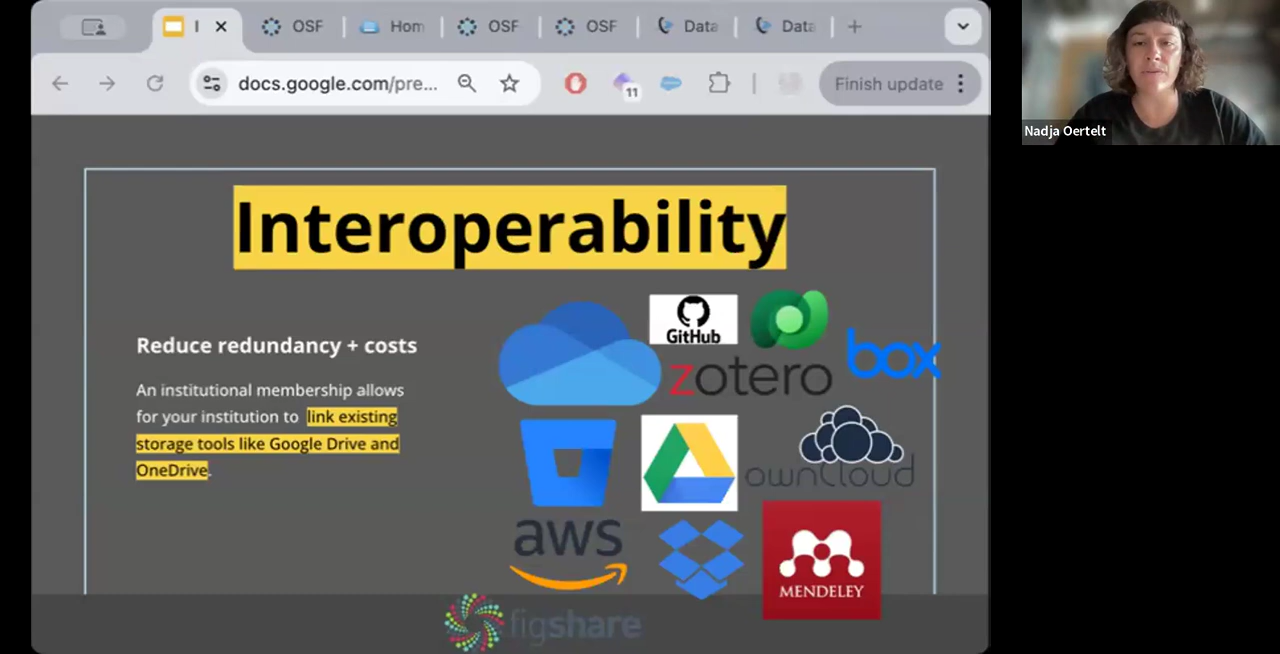 I
OSF
Hom
OSF
OSF
Data
Data
docs.google.com/pre...
11
Finish update
Nadja Oertelt
Interoperability
Reduce redundancy + costs
An institutional membership allows
for your institution to link existing
storage tools like Google Drive and
OneDrive.
GitHub
zotero
box
ownCloud
aws
MENDELEY
figshare